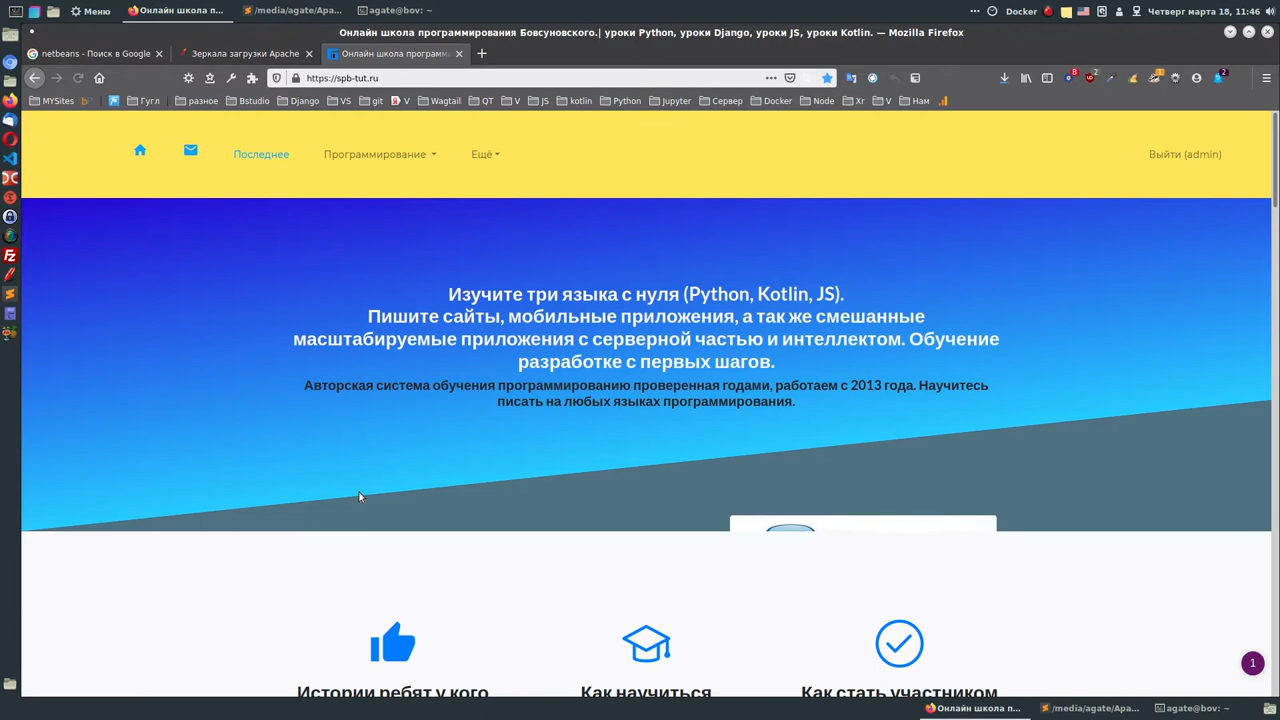 Меню
Онлайн школа п...
/media/agate/Apa...
agate@bov: ~
Docker
Четверг марта 18, 11:46
Онлайн школа программирования Бовсуновского.| уроки Python, уроки Django, уроки JS, уроки Kotlin. — Mozilla Firefox
netbeans - Поиск в Google
Зеркала загрузки Apache
Онлайн школа программ
https://spb-tut.ru
MYSites
Гугл
разное
Bstudio
Django
VS
git
V
Wagtail
QT
V
JS
kotlin
Python
Jupyter
Сервер
Docker
Node
Xr
V
Нам
Последнее
Программирование
Ещё
Выйти (admin)
Изучите три языка с нуля (Python, Kotlin, JS).
Пишите сайты, мобильные приложения, а так же смешанные
масштабируемые приложения с серверной частью и интеллектом. Обучение
разработке с первых шагов.
Авторская система обучения программированию проверенная годами, работаем с 2013 года. Научитесь
писать на любых языках программирования.
Истории ребят у кого
Как научиться
Как стать участником
1
Онлайн школа п...
/media/agate/Apa...
agate@bov: ~